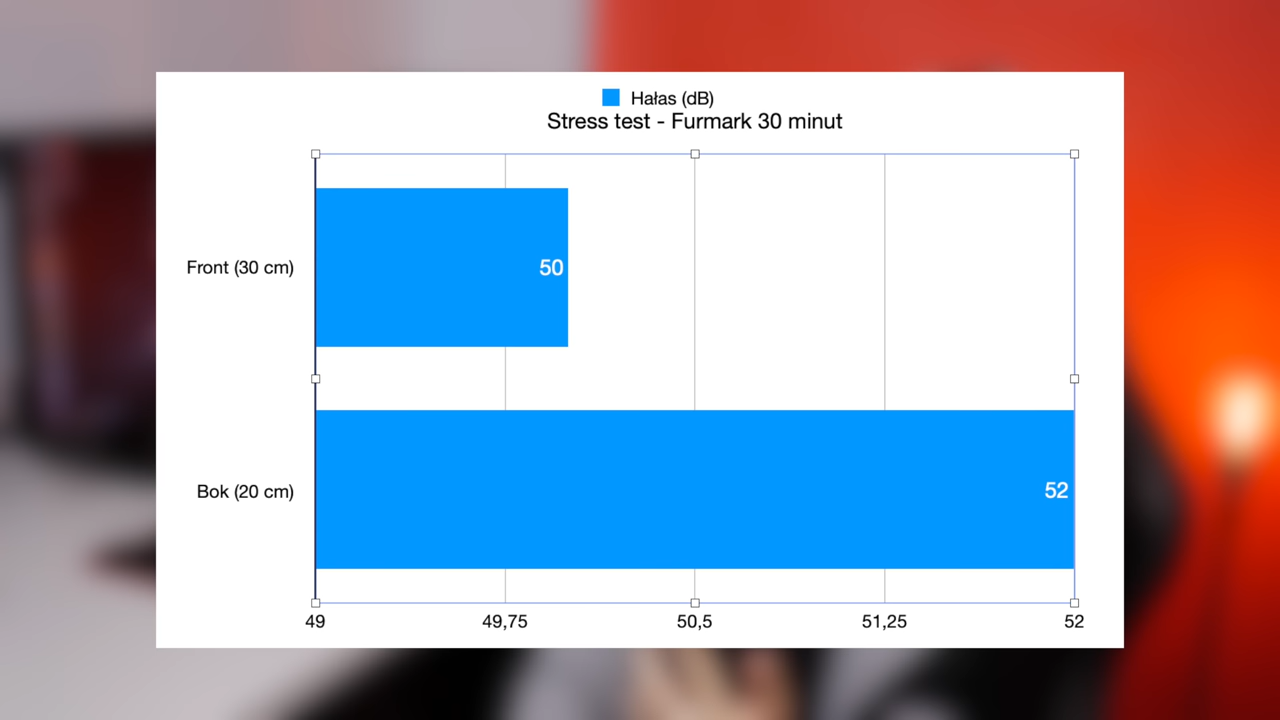 Hałas (dB)
Stress test - Furmark 30 minut
Front (30 cm)
50
Bok (20 cm)
52
49
49,75
50,5
51,25
52